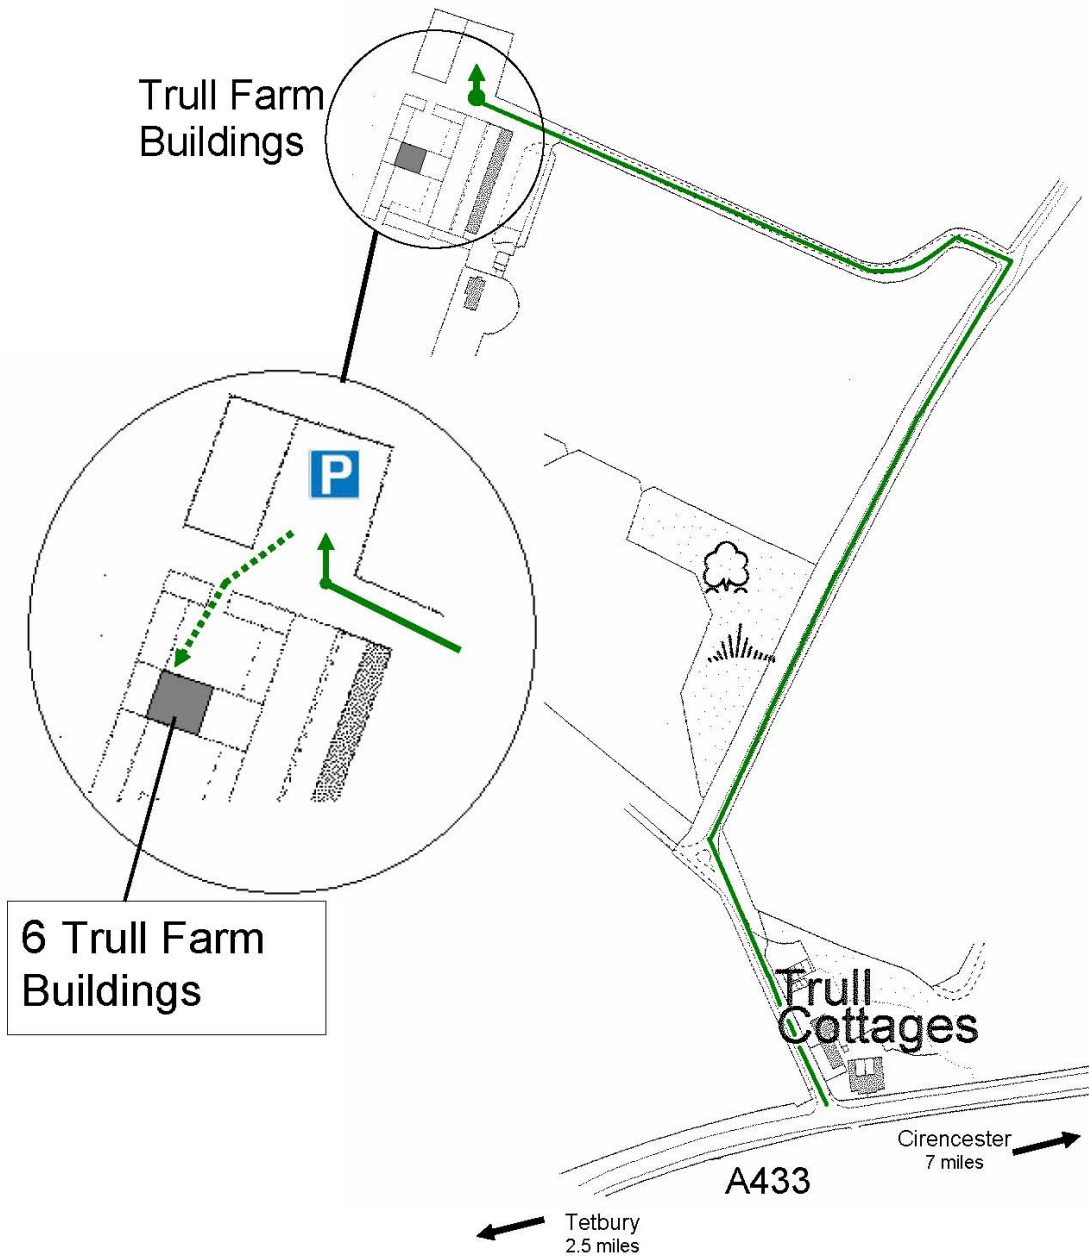 Trull Farm
Buildings
P
6 Trull Farm
Buildings
Trull
Cottages
Cirencester
7 miles
A433
Tetbury
2.5 miles